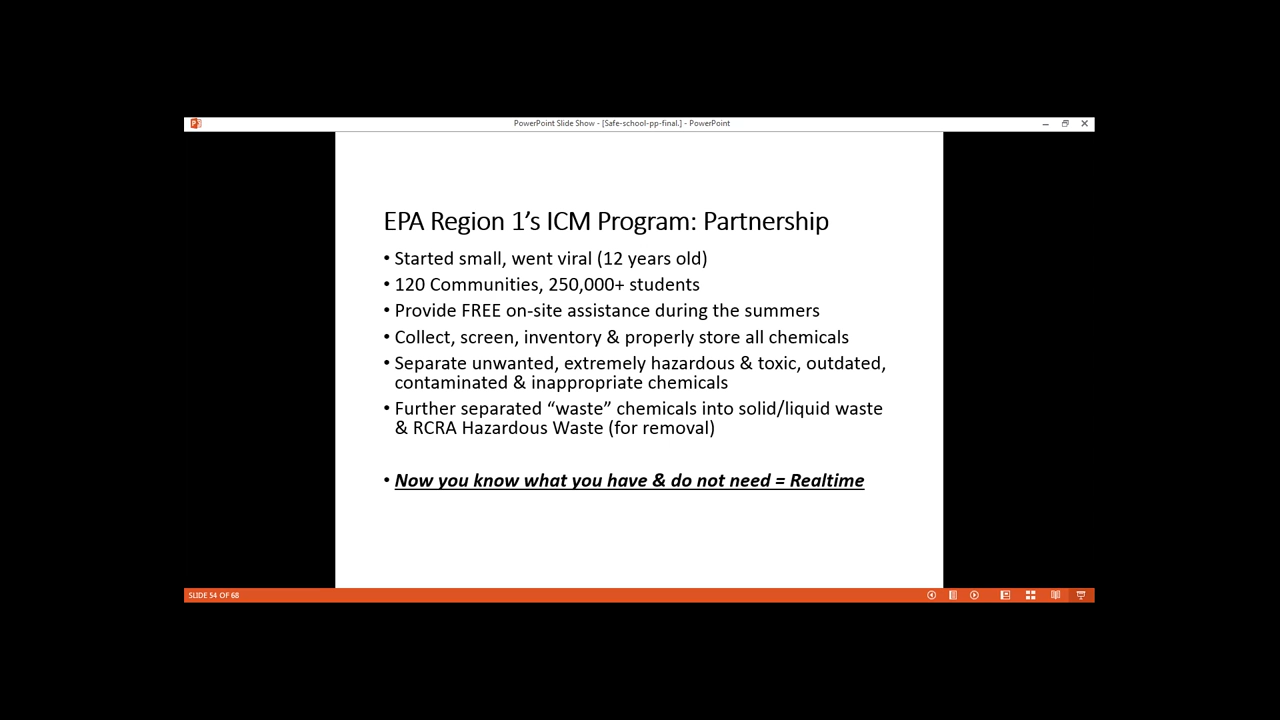 PowerPoint Slide Show - [Safe-school-pp-final.] - PowerPoint
EPA Region 1’s ICM Program: Partnership
• Started small, went viral (12 years old)
• 120 Communities, 250,000+ students
• Provide FREE on-site assistance during the summers
• Collect, screen, inventory & properly store all chemicals
• Separate unwanted, extremely hazardous & toxic, outdated,
contaminated & inappropriate chemicals
• Further separated “waste” chemicals into solid/liquid waste
& RCRA Hazardous Waste (for removal)
• Now you know what you have & do not need = Realtime
SLIDE 54 OF 68